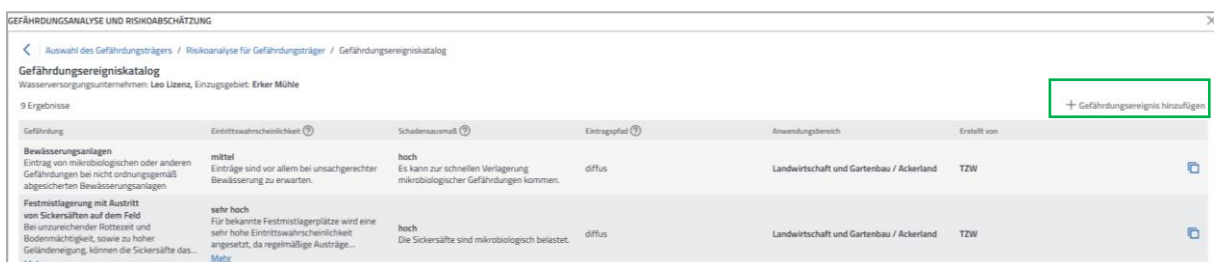 GEFÄHRDUNGSANALYSE UND RISIKOABSCHÄTZUNG
Auswahl des Gefährdungsträgers / Risikoanalyse für Gefährdungsträger / Gefährdungsereigniskatalog
Gefährdungsereigniskatalog
Wasserversorgungsunternehmen: Leo Lizenz, Einzugsgebiet: Erker Mühle
9 Ergebnisse
+ Gefährdungsereignis hinzufügen
Gefährdung Eintrittswahrscheinlichkeit (?) Schadensausmaß (?) Eintragspfad (?) Anwendungsbereich Erstellt von
Bewässerungsanlagen
Eintrag von mikrobiologischen oder anderen
Gefährdungen bei nicht ordnungsgemäß
abgesicherten Bewässerungsanlagen
mittel
Einträge sind vor allem bei unsachgerechter
Bewässerung zu erwarten.
hoch
Es kann zur schnellen Verlagerung
mikrobiologischer Gefährdungen kommen.
diffus
Landwirtschaft und Gartenbau / Ackerland
TZW
Festmistlagerung mit Austritt
von Sickersäften auf dem Feld
Bei unzureichender Rottezeit und
Bodenmächtigkeit, sowie zu hoher
Geländeneigung, können die Sickersäfte das...
sehr hoch
Für bekannte Festmistlagerplätze wird eine
sehr hohe Eintrittswahrscheinlichkeit
angesetzt, da regelmäßige Austräge...
Mehr
hoch
Die Sickersäfte sind mikrobiologisch belastet.
diffus
Landwirtschaft und Gartenbau / Ackerland
TZW